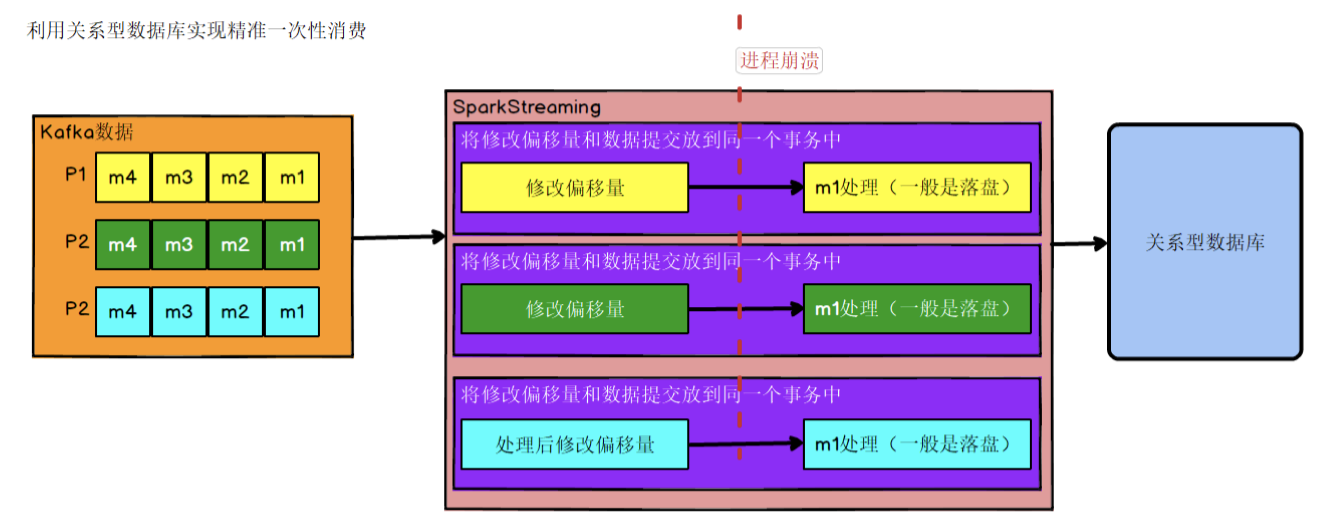 利用关系型数据库实现精准一次性消费
进程崩溃
Kafka数据
P1 m4 m3 m2 m1
P2 m4 m3 m2 m1
P2 m4 m3 m2 m1
SparkStreaming
将修改偏移量和数据提交放到同一个事务中
修改偏移量
m1处理（一般是落盘）
将修改偏移量和数据提交放到同一个事务中
修改偏移量
m1处理（一般是落盘）
将修改偏移量和数据提交放到同一个事务中
处理后修改偏移量
m1处理（一般是落盘）
关系型数据库